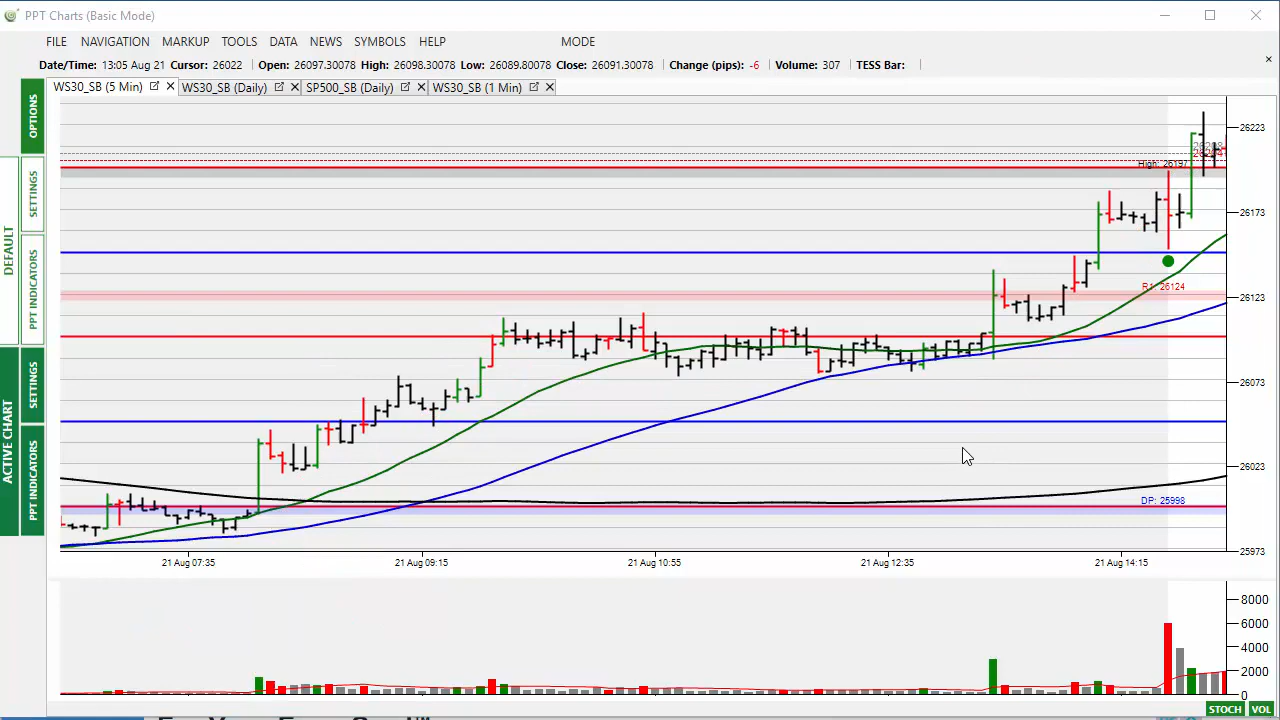 PPT Charts (Basic Mode)
FILE NAVIGATION MARKUP TOOLS DATA NEWS SYMBOLS HELP MODE
Date/Time: 13:05 Aug 21 Cursor: 26022 Open: 26097.30078 High: 26098.30078 Low: 26089.80078 Close: 26091.30078 Change (pips): -6 Volume: 307 TESS Bar:
WS30_SB (5 Min) WS30_SB (Daily) SP500_SB (Daily) WS30_SB (1 Min)
OPTIONS
DEFAULT
SETTINGS
PPT INDICATORS
ACTIVE CHART
SETTINGS
PPT INDICATORS
26223
High: 26197
26173
R1: 26124
26123
26073
26023
DP: 25998
25973
21 Aug 07:35 21 Aug 09:15 21 Aug 10:55 21 Aug 12:35 21 Aug 14:15
8000
6000
4000
2000
0
STOCH VOL